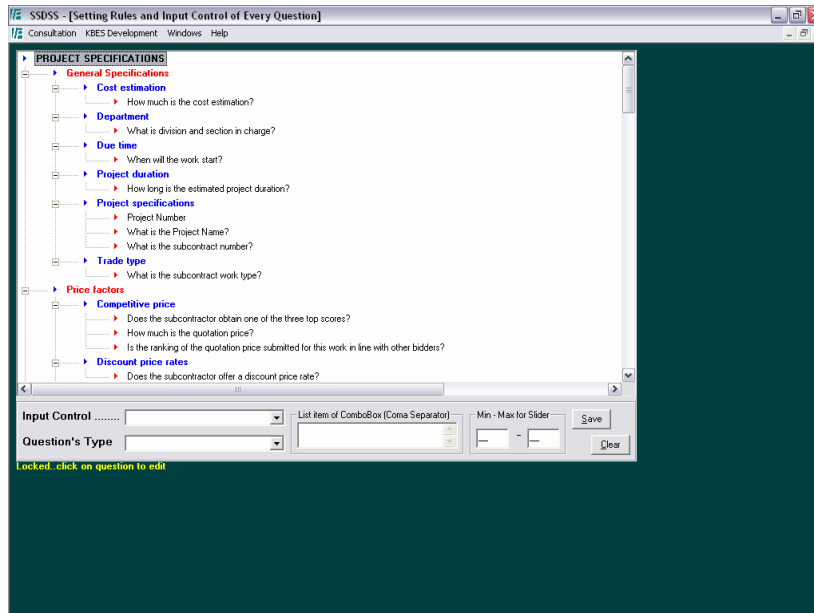 SSDSS - [Setting Rules and Input Control of Every Question]
Consultation KBES Development Windows Help
PROJECT SPECIFICATIONS
General Specifications
Cost estimation
How much is the cost estimation?
Department
What is division and section in charge?
Due time
When will the work start?
Project duration
How long is the estimated project duration?
Project specifications
Project Number
What is the Project Name?
What is the subcontract number?
Trade type
What is the subcontract work type?
Price factors
Competitive price
Does the subcontractor obtain one of the three top scores?
How much is the quotation price?
Is the ranking of the quotation price submitted for this work in line with other bidders?
Discount price rates
Does the subcontractor offer a discount price rate?
Input Control ........ List item of ComboBox (Coma Separator) Min - Max for Slider Save
Question's Type __ - __ Clear
Locked..click on question to edit